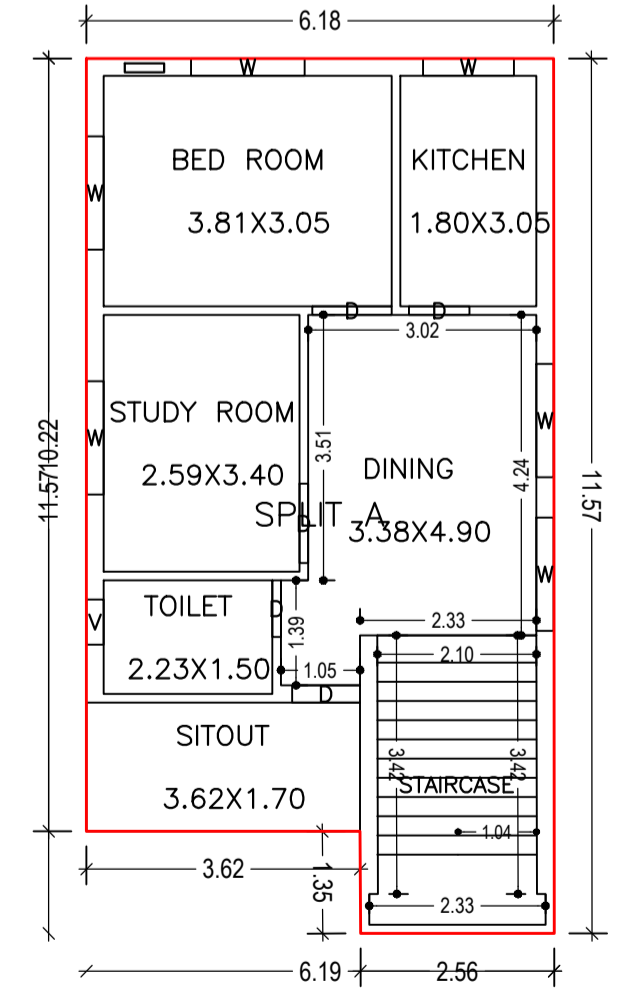 6.18
W
W
BED ROOM
KITCHEN
W
3.81X3.05
1.80X3.05
D
D
3.02
STUDY ROOM
W
W
11.57
10.22
3.51
DINING
4.24
2.59X3.40
11.57
SPLIT A
3.38X4.90
D
W
TOILET
D
V
1.39
2.33
2.23X1.50
1.05
2.10
D
SITOUT
3.42
3.42
STAIRCASE
3.62X1.70
1.04
3.62
1.35
2.33
6.19
2.56